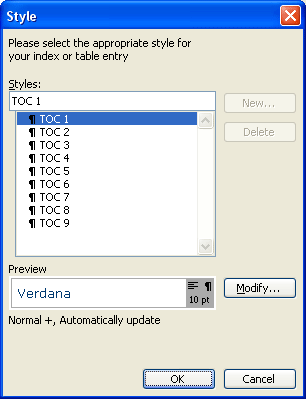 Style
Please select the appropriate style for
your index or table entry
Styles:
TOC 1
New...
Delete
¶ TOC 1
¶ TOC 2
¶ TOC 3
¶ TOC 4
¶ TOC 5
¶ TOC 6
¶ TOC 7
¶ TOC 8
¶ TOC 9
Preview
Verdana
¶
10 pt
Modify...
Normal +, Automatically update
OK
Cancel